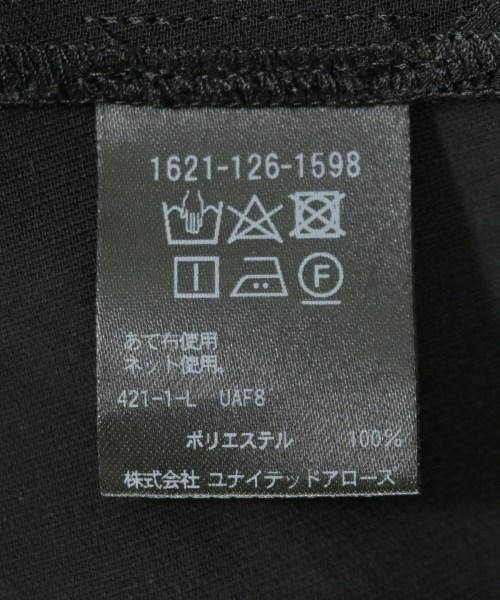 1621-126-1598
F
あて布使用
ネット使用。
421-1-L UAF8
ポリエステル 100%
株式会社 ユナイテッドアローズ